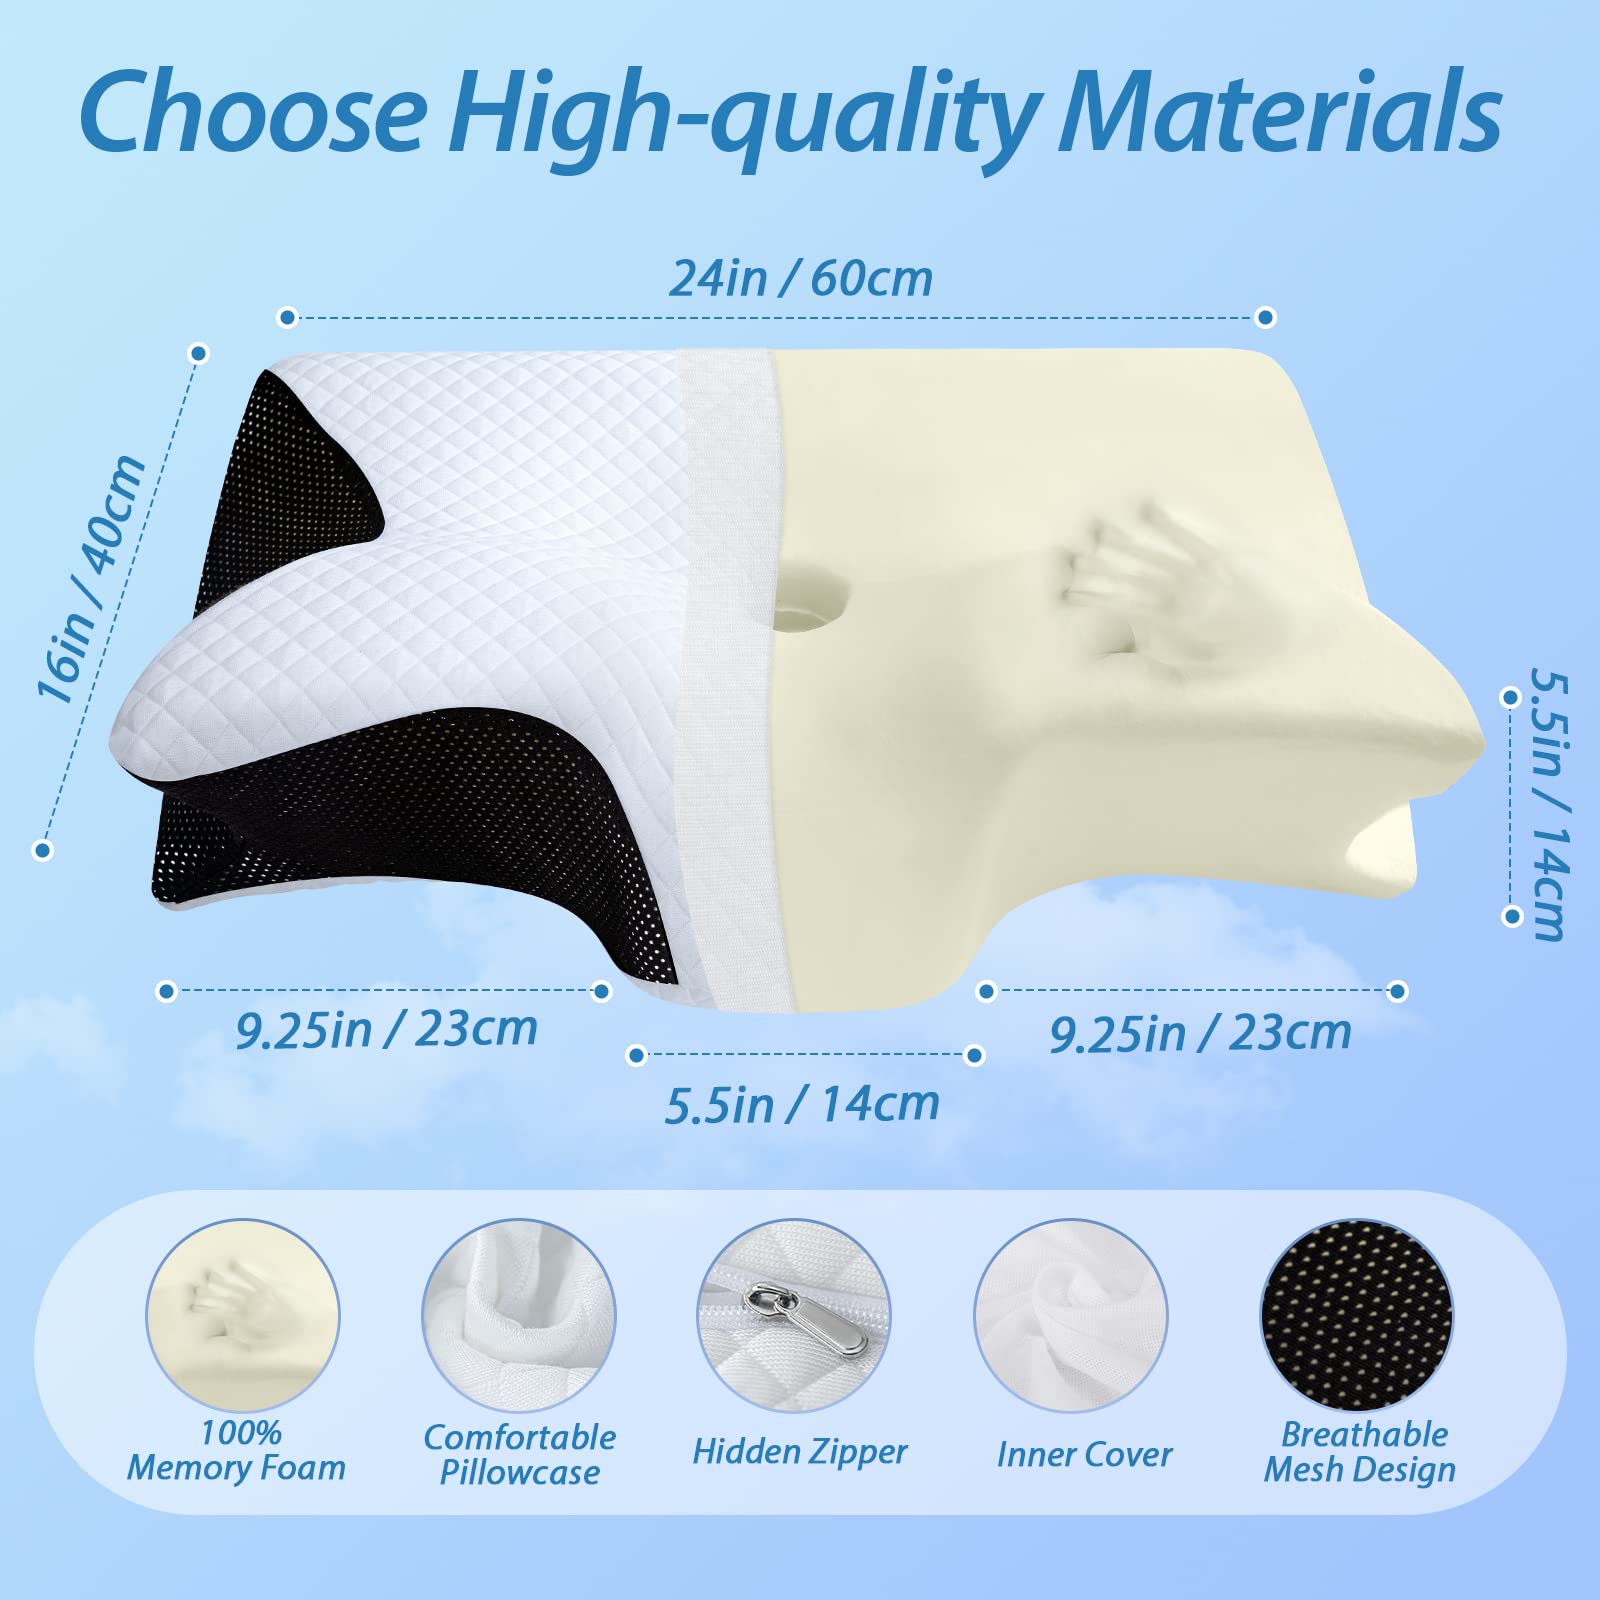 Choose High-quality Materials
24in / 60cm
16in / 40cm
5.5in / 14cm
9.25in / 23cm
9.25in / 23cm
5.5in / 14cm
100%
Memory Foam
Comfortable
Pillowcase
Hidden Zipper
Inner Cover
Breathable
Mesh Design